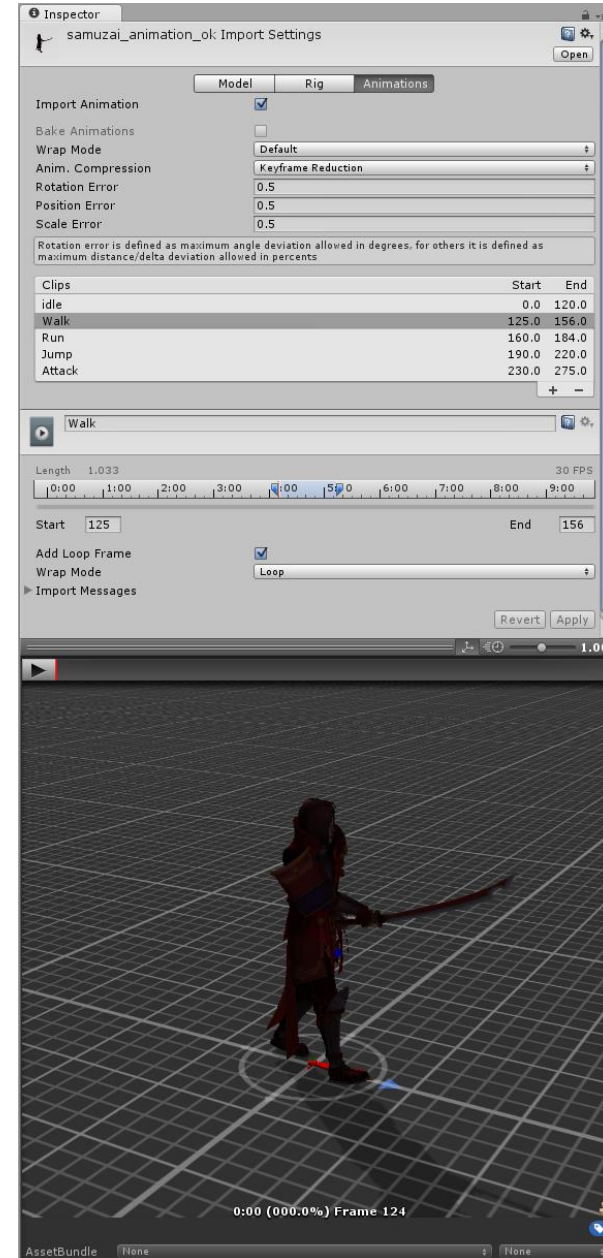 Inspector
samuzai_animation_ok Import Settings
Open
Model Rig Animations
Import Animation
Bake Animations
Wrap Mode Default
Anim. Compression Keyframe Reduction
Rotation Error 0.5
Position Error 0.5
Scale Error 0.5
Rotation error is defined as maximum angle deviation allowed in degrees, for others it is defined as
maximum distance/delta deviation allowed in percents
Clips Start End
idle 0.0 120.0
Walk 125.0 156.0
Run 160.0 184.0
Jump 190.0 220.0
Attack 230.0 275.0
+ −
Walk
Length 1.033 30 FPS
0:00 1:00 2:00 3:00 4:00 5:00 6:00 7:00 8:00 9:00
Start 125 End 156
Add Loop Frame
Wrap Mode Loop
Import Messages
Revert Apply
1.00
0:00 (000.0%) Frame 124
AssetBundle None None